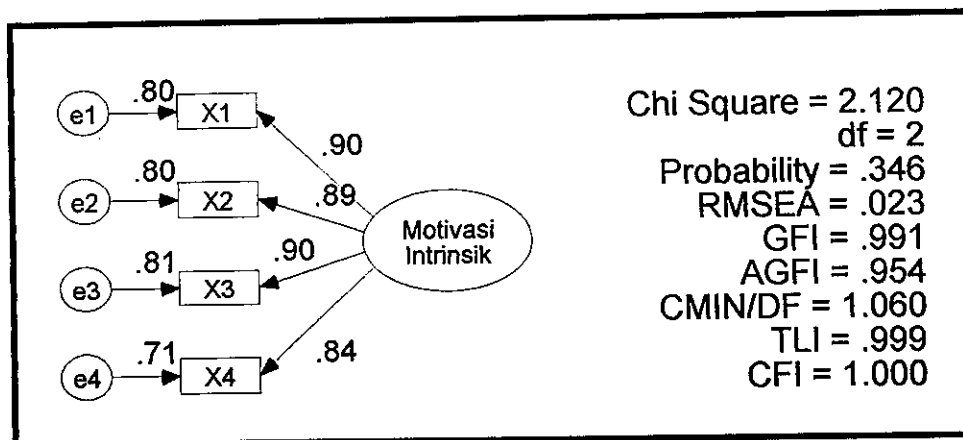 .80
e1
X1
.90
.80
e2
X2
.89
Motivasi
Intrinsik
.81
e3
X3
.90
.71
e4
X4
.84
Chi Square = 2.120
df = 2
Probability = .346
RMSEA = .023
GFI = .991
AGFI = .954
CMIN/DF = 1.060
TLI = .999
CFI = 1.000